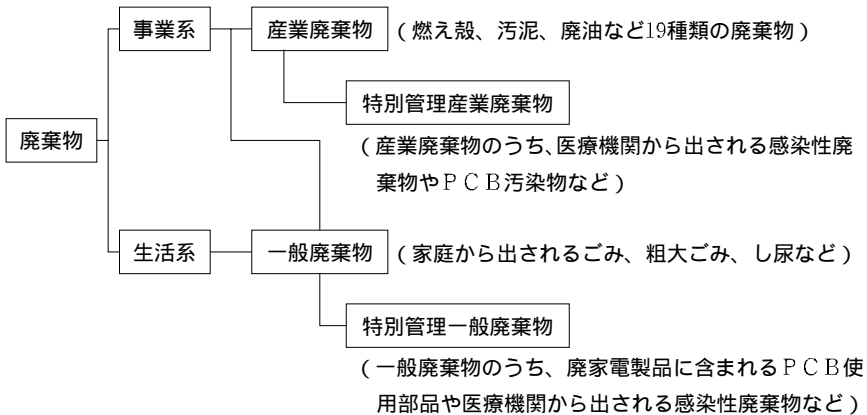 事業系
産業廃棄物
(燃え殻、汚泥、廃油など19種類の廃棄物)
特別管理産業廃棄物
(産業廃棄物のうち、医療機関から出される感染性廃
棄物やPCB汚染物など)
廃棄物
生活系
一般廃棄物
(家庭から出されるごみ、粗大ごみ、し尿など)
特別管理一般廃棄物
(一般廃棄物のうち、廃家電製品に含まれるPCB使
用部品や医療機関から出される感染性廃棄物など)